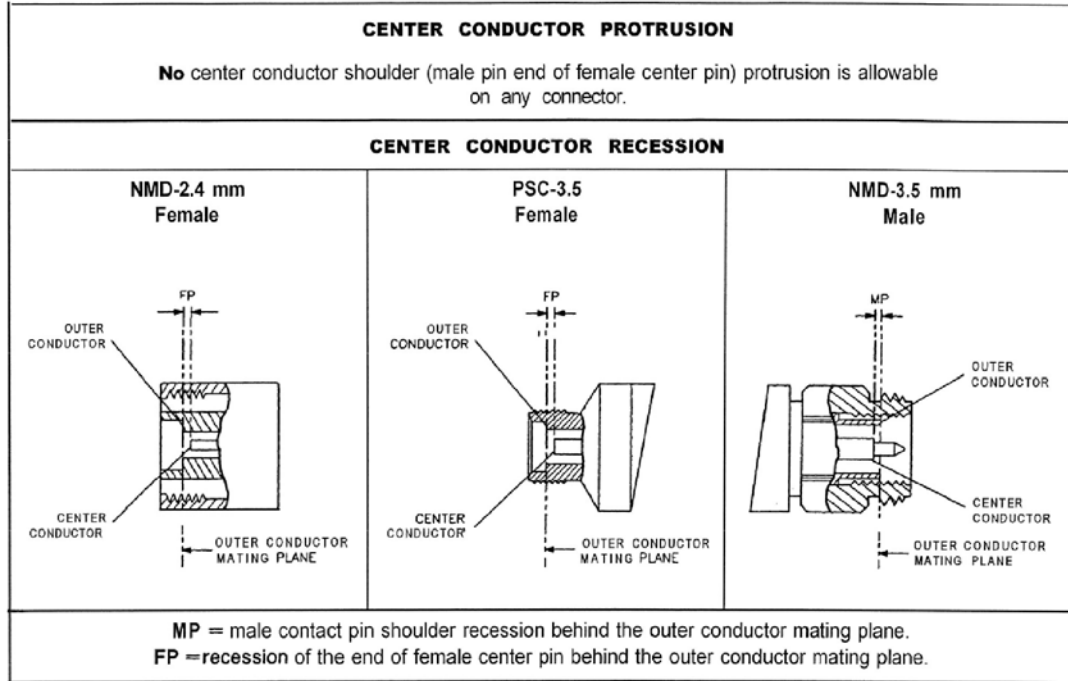 CENTER CONDUCTOR PROTRUSION
No center conductor shoulder (male pin end of female center pin) protrusion is allowable
on any connector.
CENTER CONDUCTOR RECESSION
NMD-2.4 mm
Female
FP
OUTER
CONDUCTOR
CENTER
CONDUCTOR
OUTER CONDUCTOR
MATING PLANE
PSC-3.5
Female
FP
OUTER
CONDUCTOR
CENTER
CONDUCTOR
OUTER CONDUCTOR
MATING PLANE
NMD-3.5 mm
Male
MP
OUTER
CONDUCTOR
CENTER
CONDUCTOR
OUTER CONDUCTOR
MATING PLANE
MP = male contact pin shoulder recession behind the outer conductor mating plane.
FP =recession of the end of female center pin behind the outer conductor mating plane.